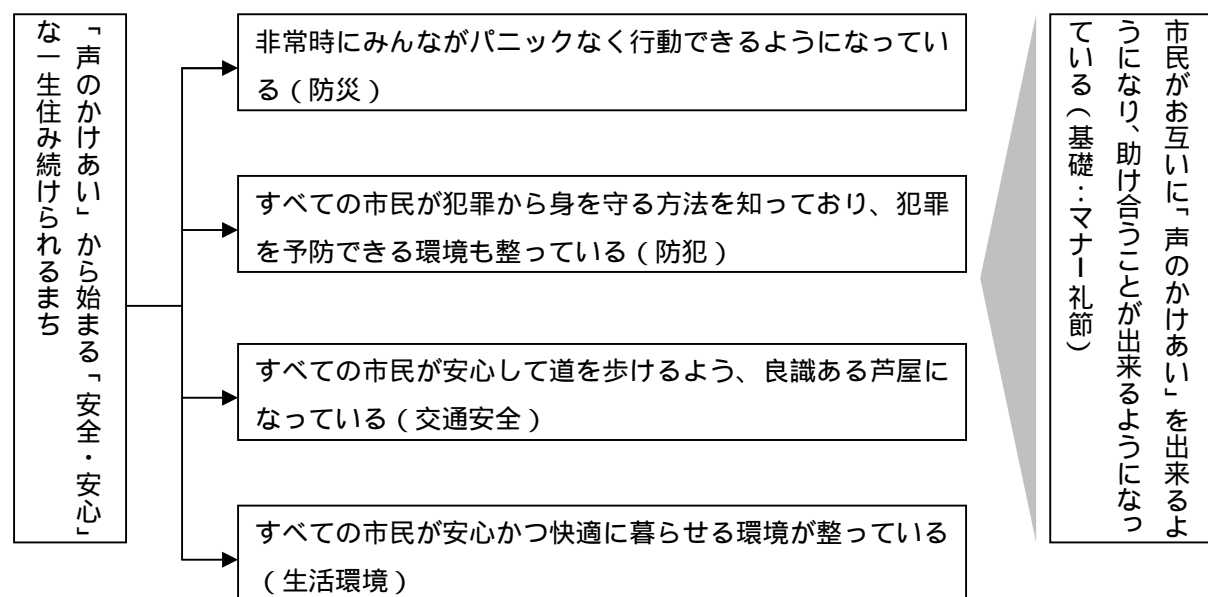 「声のかけあい」から始まる「安全・安心」
な一生住み続けられるまち
非常時にみんながパニックなく行動できるようになってい
る（防災）
すべての市民が犯罪から身を守る方法を知っており、犯罪
を予防できる環境も整っている（防犯）
すべての市民が安心して道を歩けるよう、良識ある芦屋に
なっている（交通安全）
すべての市民が安心かつ快適に暮らせる環境が整っている
（生活環境）
市民がお互いに「声のかけあい」を出来るよ
うになり、助け合うことが出来るようになっ
ている（基礎：マナー礼節）